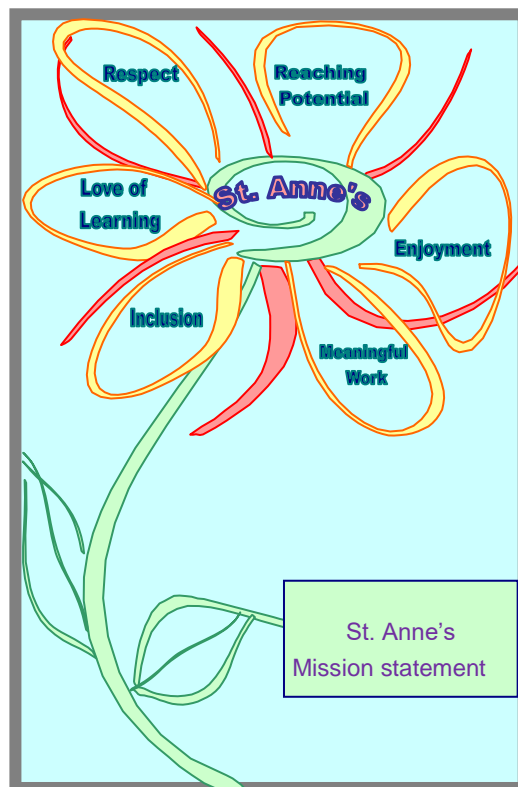 Respect
Reaching
Potential
St. Anne's
Love of
Learning
Enjoyment
Inclusion
Meaningful
Work
St. Anne's
Mission statement